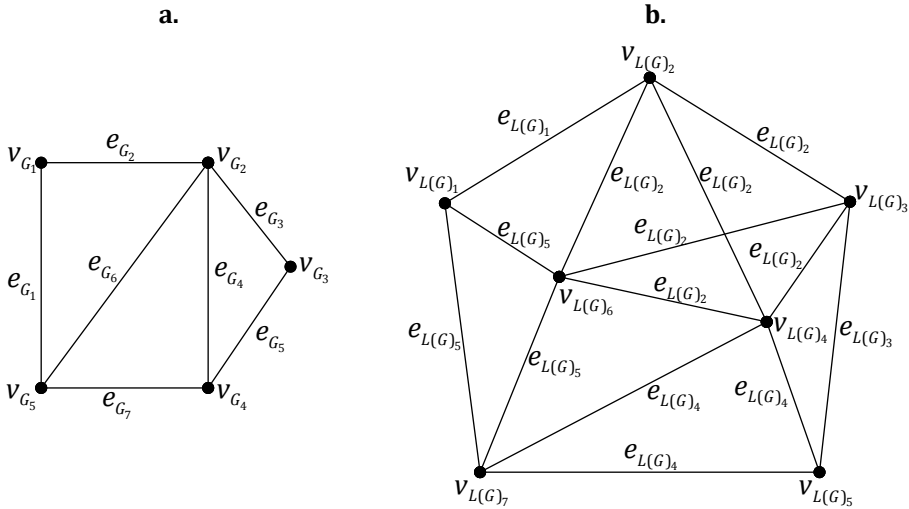 a.
b.
v_{G_1}
e_{G_2}
v_{G_2}
e_{G_3}
v_{G_3}
e_{G_1}
e_{G_6}
e_{G_4}
e_{G_5}
v_{G_5}
e_{G_7}
v_{G_4}
v_{L(G)_2}
e_{L(G)_1}
e_{L(G)_2}
v_{L(G)_1}
e_{L(G)_2}
e_{L(G)_2}
v_{L(G)_3}
e_{L(G)_5}
e_{L(G)_2}
e_{L(G)_2}
v_{L(G)_6}
e_{L(G)_2}
v_{L(G)_4}
e_{L(G)_5}
e_{L(G)_3}
e_{L(G)_5}
e_{L(G)_4}
e_{L(G)_4}
e_{L(G)_4}
v_{L(G)_7}
v_{L(G)_5}